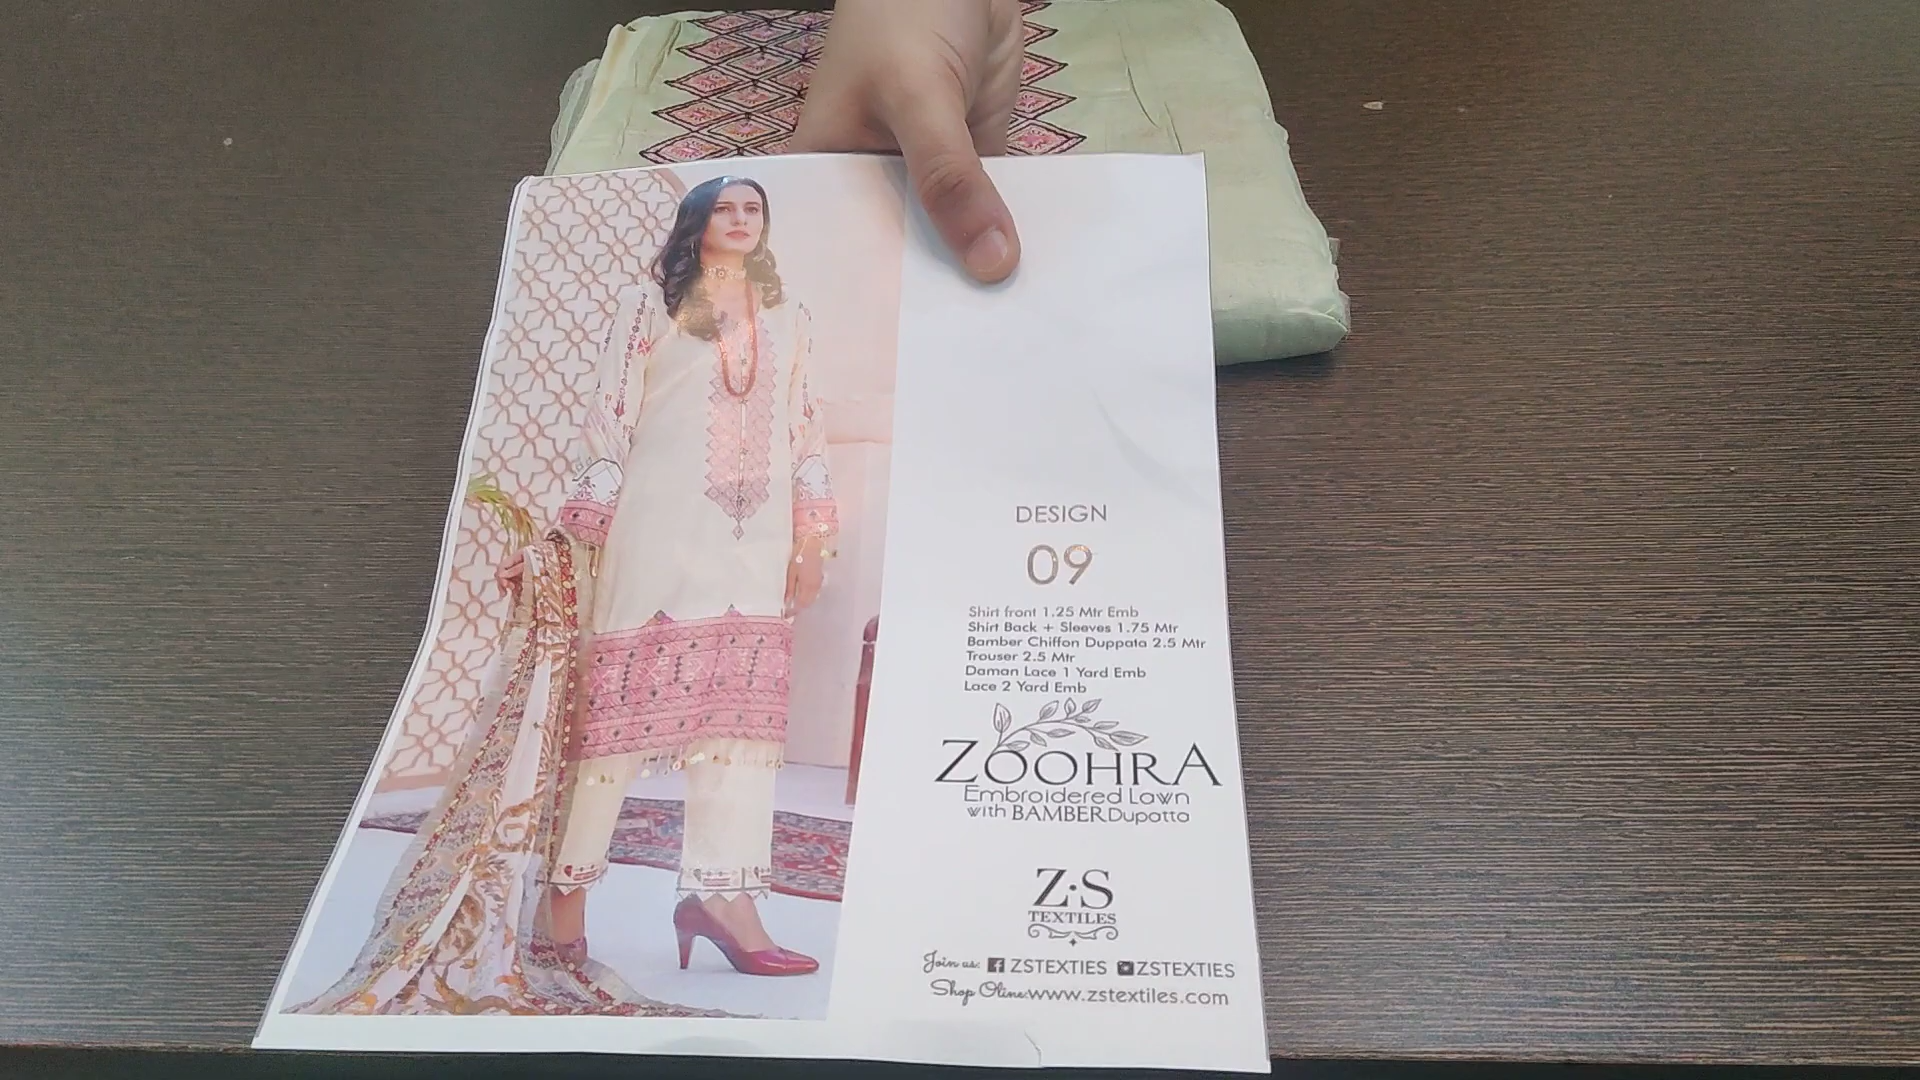 DESIGN
09
Shirt front 1.25 Mtr Emb
Shirt Back + Sleeves 1.75 Mtr
Bamber Chiffon Duppata 2.5 Mtr
Trouser 2.5 Mtr
Daman Lace 1 Yard Emb
Lace 2 Yard Emb
ZOOHRA
Embroidered Lawn
with BAMBER Dupatta
Z.S
TEXTILES
Join us: ZSTEXTIES ZSTEXTIES
Shop Oline:www.zstextiles.com